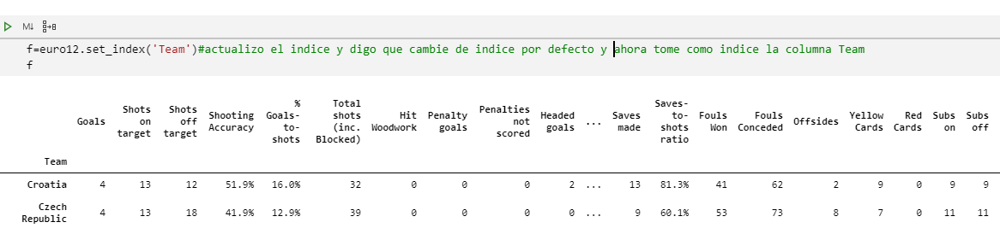 M↓
f=euro12.set_index('Team')#actualizo el indice y digo que cambie de indice por defecto y ahora tome como indice la columna Team
f
Goals Shots on target Shots off target Shooting Accuracy % Goals-to-shots Total shots (inc. Blocked) Hit Woodwork Penalty goals Penalties not scored Headed goals ... Saves made Saves-to-shots ratio Fouls Won Fouls Conceded Offsides Yellow Cards Red Cards Subs on Subs off
Team
Croatia 4 13 12 51.9% 16.0% 32 0 0 0 2 ... 13 81.3% 41 62 2 9 0 9 9
Czech Republic 4 13 18 41.9% 12.9% 39 0 0 0 0 ... 9 60.1% 53 73 8 7 0 11 11